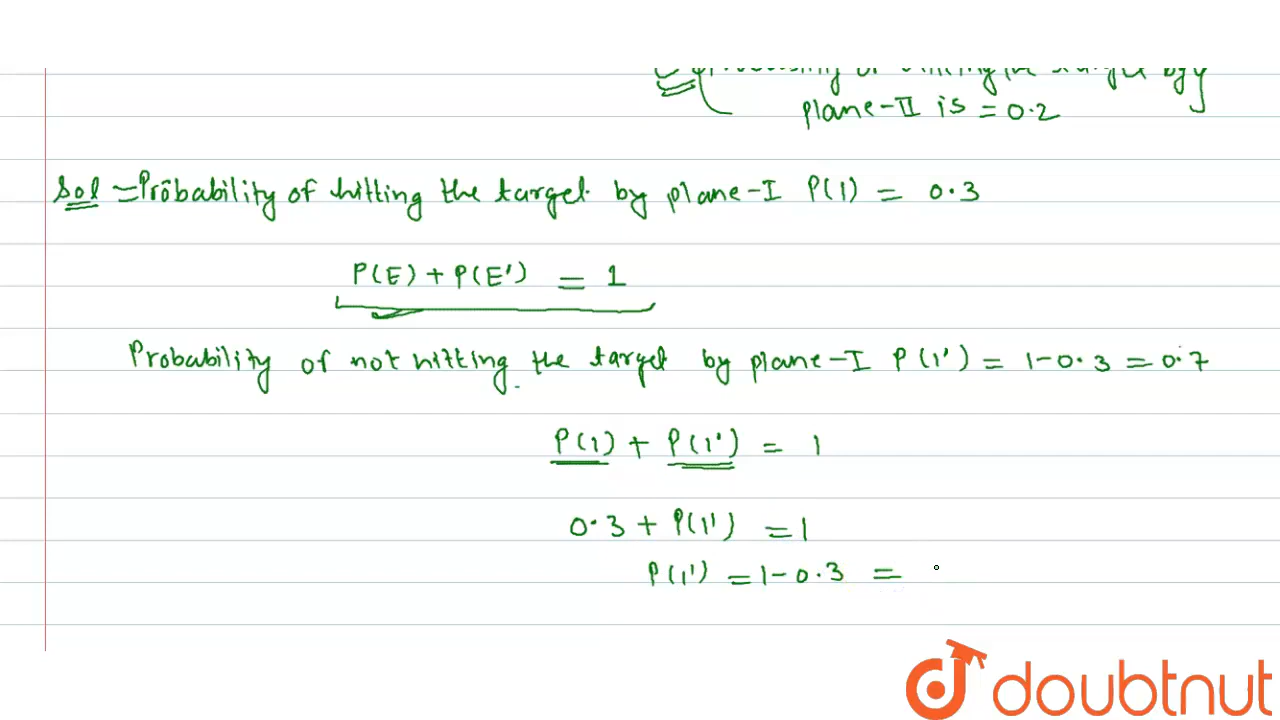 plane-II is = 0.2
Sol = Probability of hitting the target by plane-I P(1) = 0.3
P(E) + P(E') = 1
Probability of not hitting the target by plane-I P(1') = 1-0.3 = 0.7
P(1) + P(1') = 1
0.3 + P(1') = 1
P(1') = 1-0.3 =
doubtnut